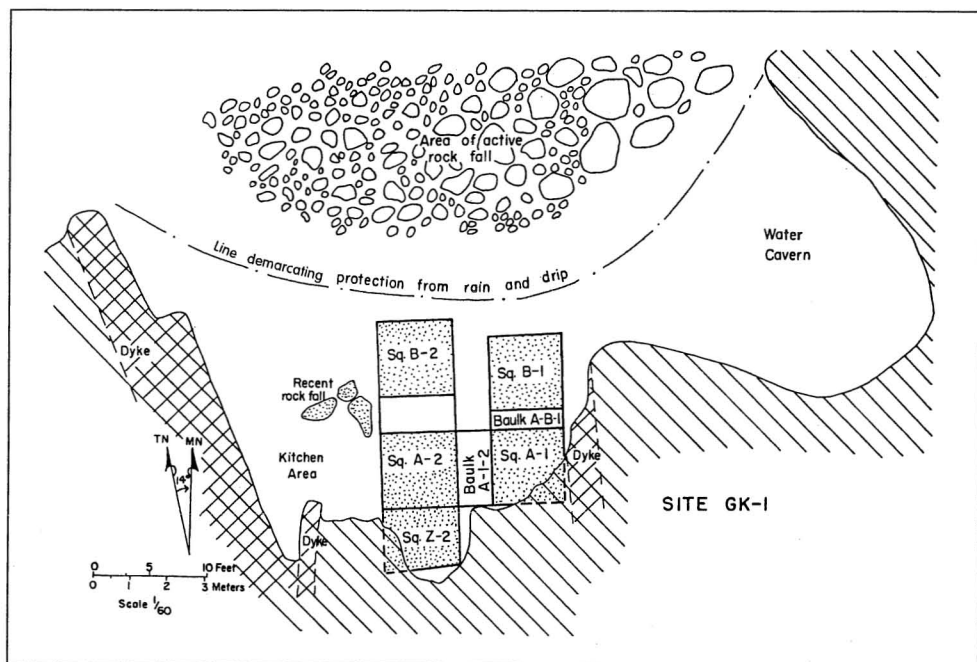 Area of active
rock fall
Water
Cavern
Line demarcating protection from rain and drip
Dyke
Sq. B-2
Sq. B-1
Recent
rock fall
Baulk A-B-1
TN MN
14°
Kitchen
Area
Sq. A-2
Baulk
A-1-2
Sq. A-1
Dyke
SITE GK-1
Dyke
Sq. Z-2
0 5 10 Feet
0 1 2 3 Meters
Scale 1/60